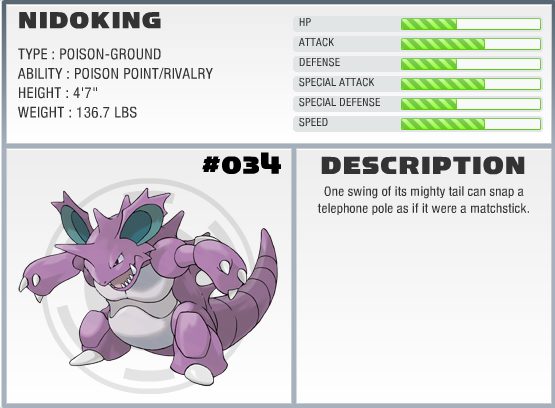 NIDOKING
TYPE : POISON-GROUND
ABILITY : POISON POINT/RIVALRY
HEIGHT : 4'7"
WEIGHT : 136.7 LBS
HP
ATTACK
DEFENSE
SPECIAL ATTACK
SPECIAL DEFENSE
SPEED
#034
DESCRIPTION
One swing of its mighty tail can snap a
telephone pole as if it were a matchstick.